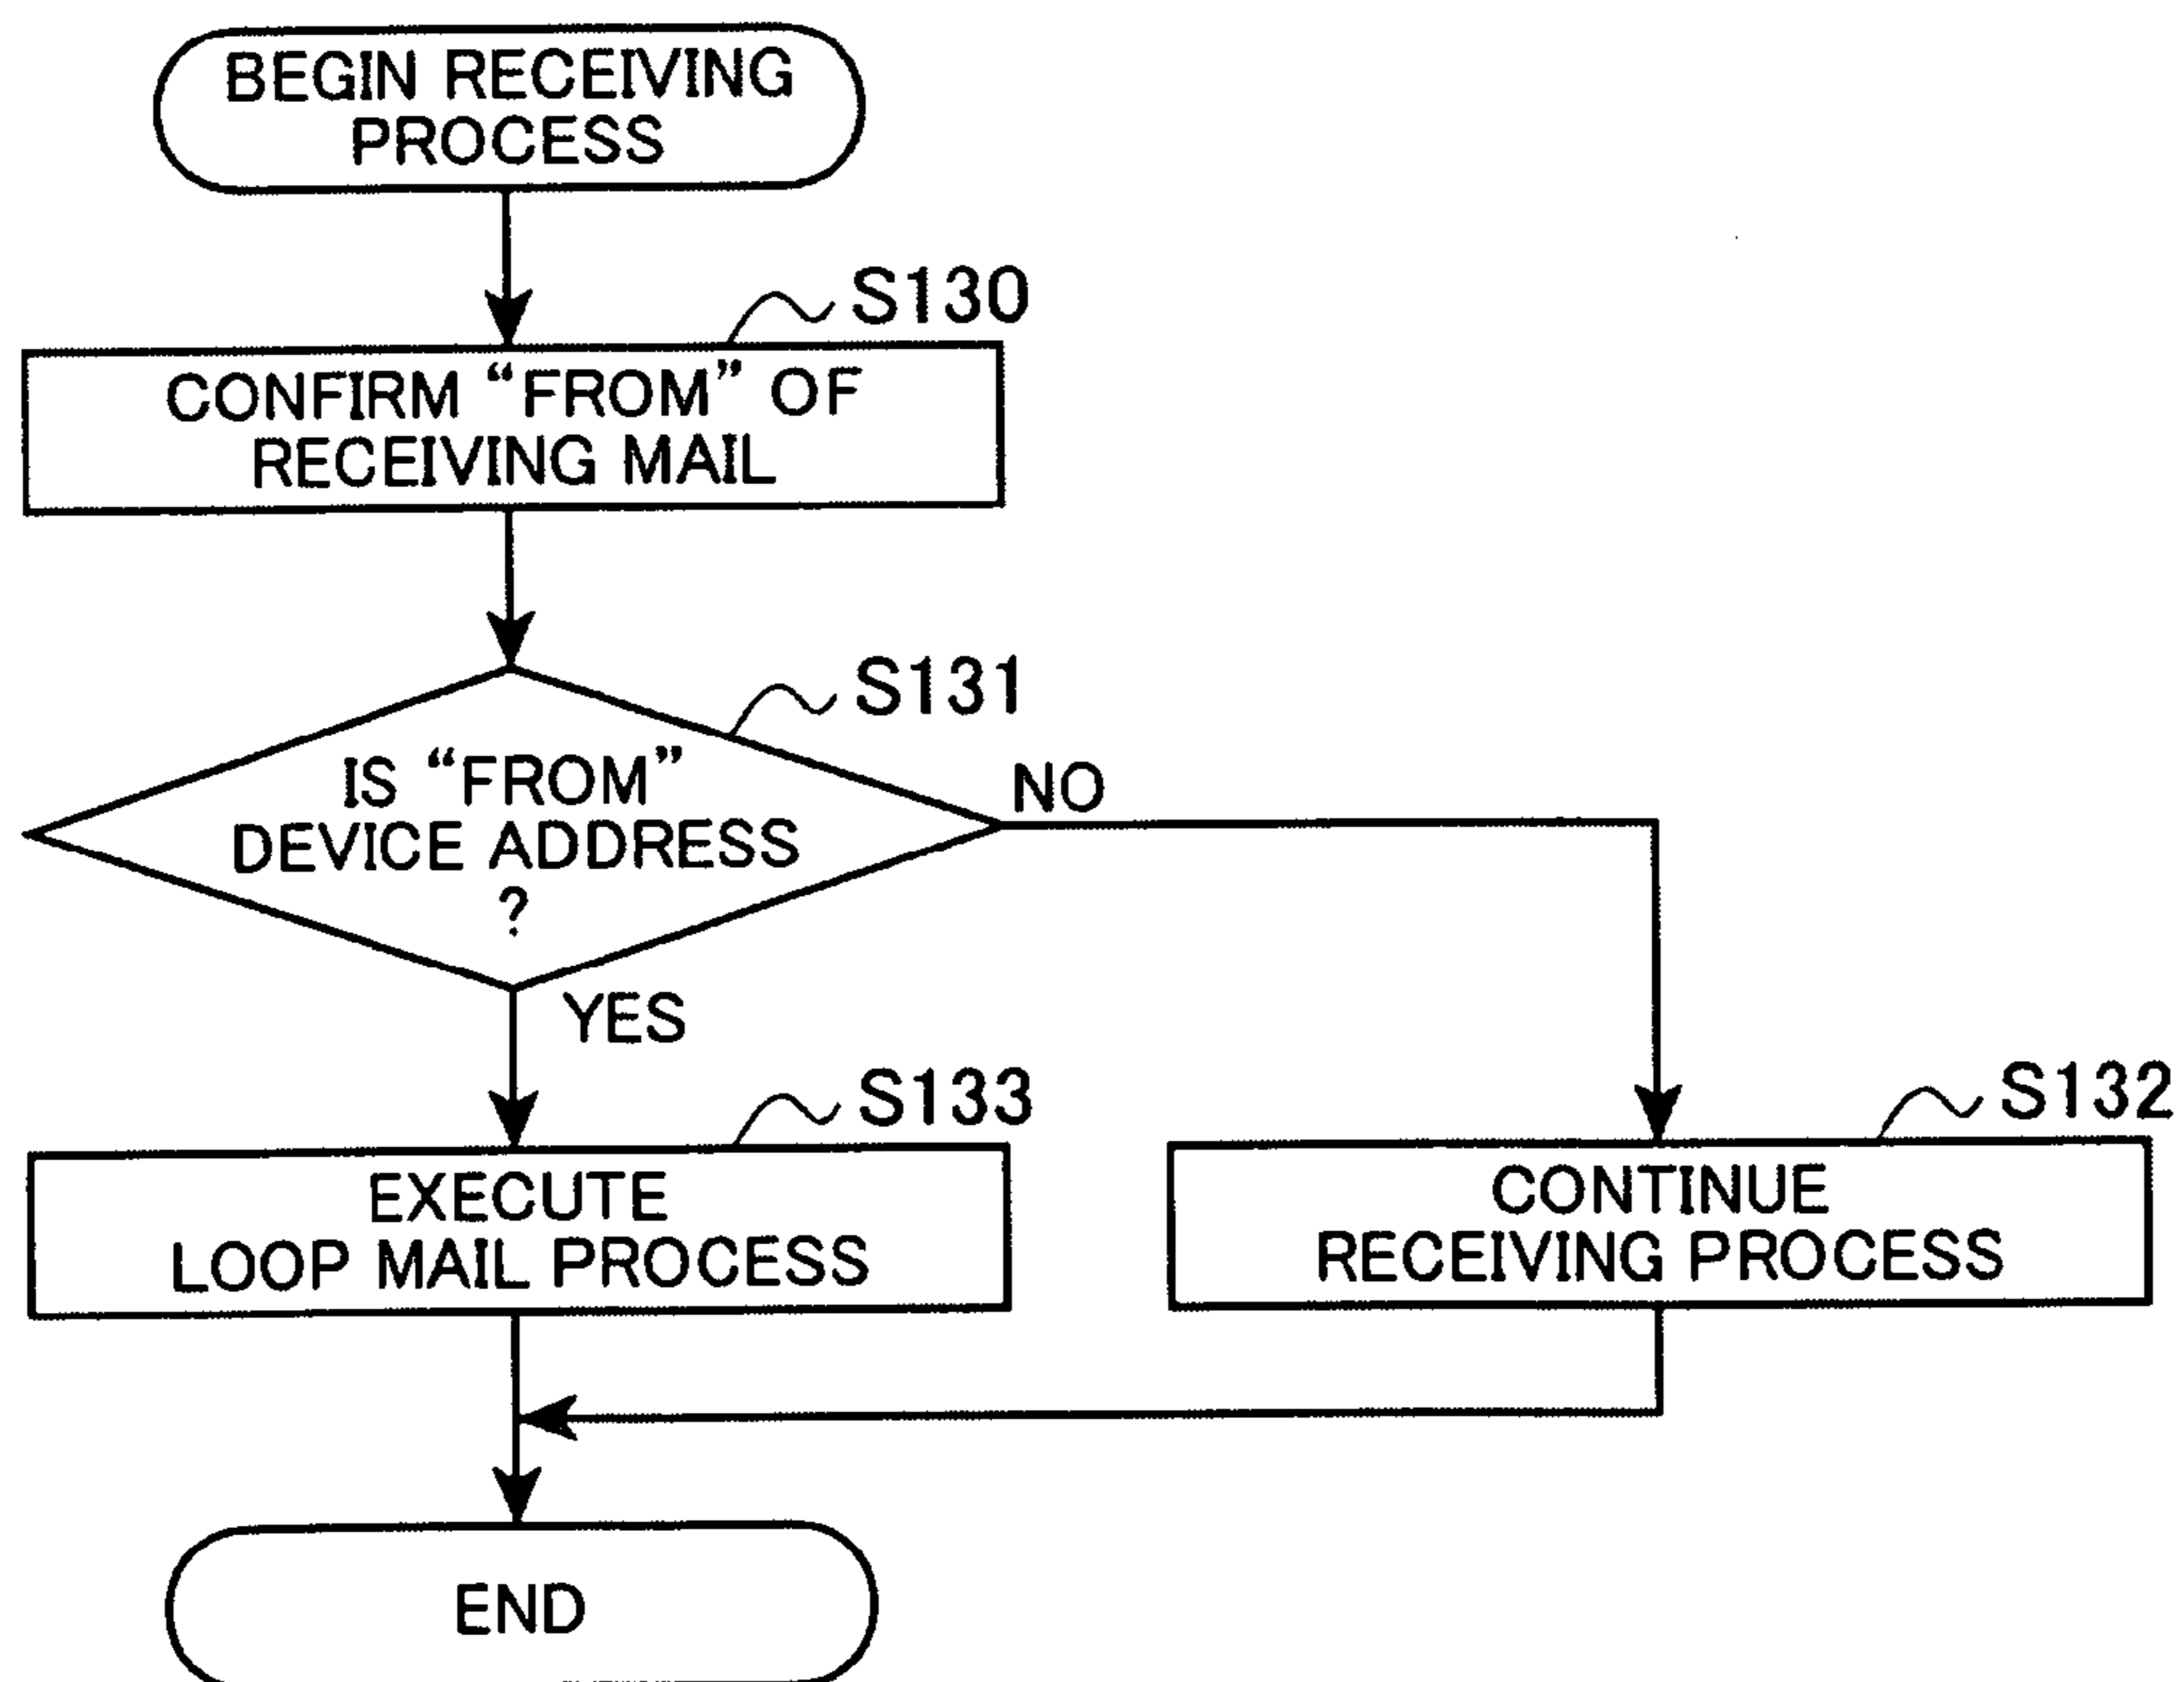 BEGIN RECEIVING
PROCESS
S130
CONFIRM “FROM” OF
RECEIVING MAIL
S131
IS “FROM”
DEVICE ADDRESS
?
NO
YES
S133
EXECUTE
LOOP MAIL PROCESS
S132
CONTINUE
RECEIVING PROCESS
END